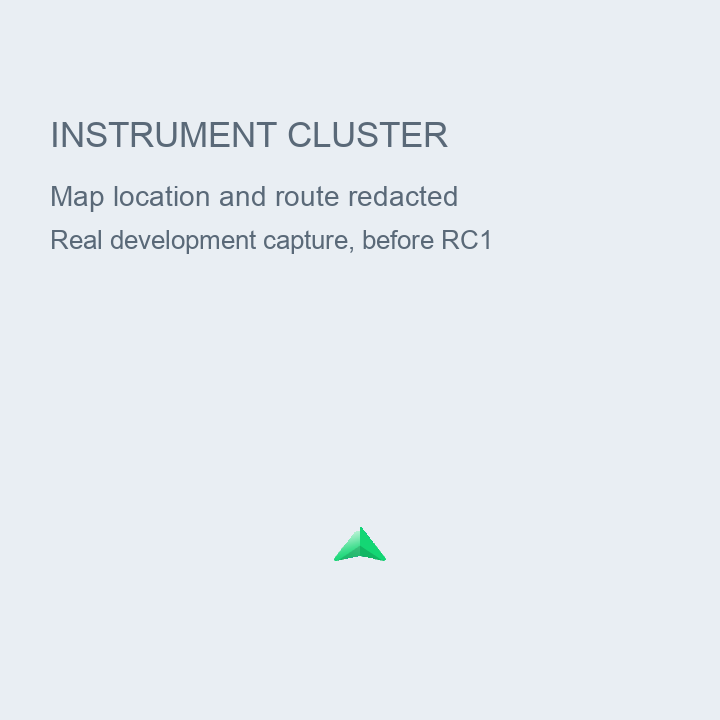 INSTRUMENT CLUSTER
Map location and route redacted
Real development capture, before RC1